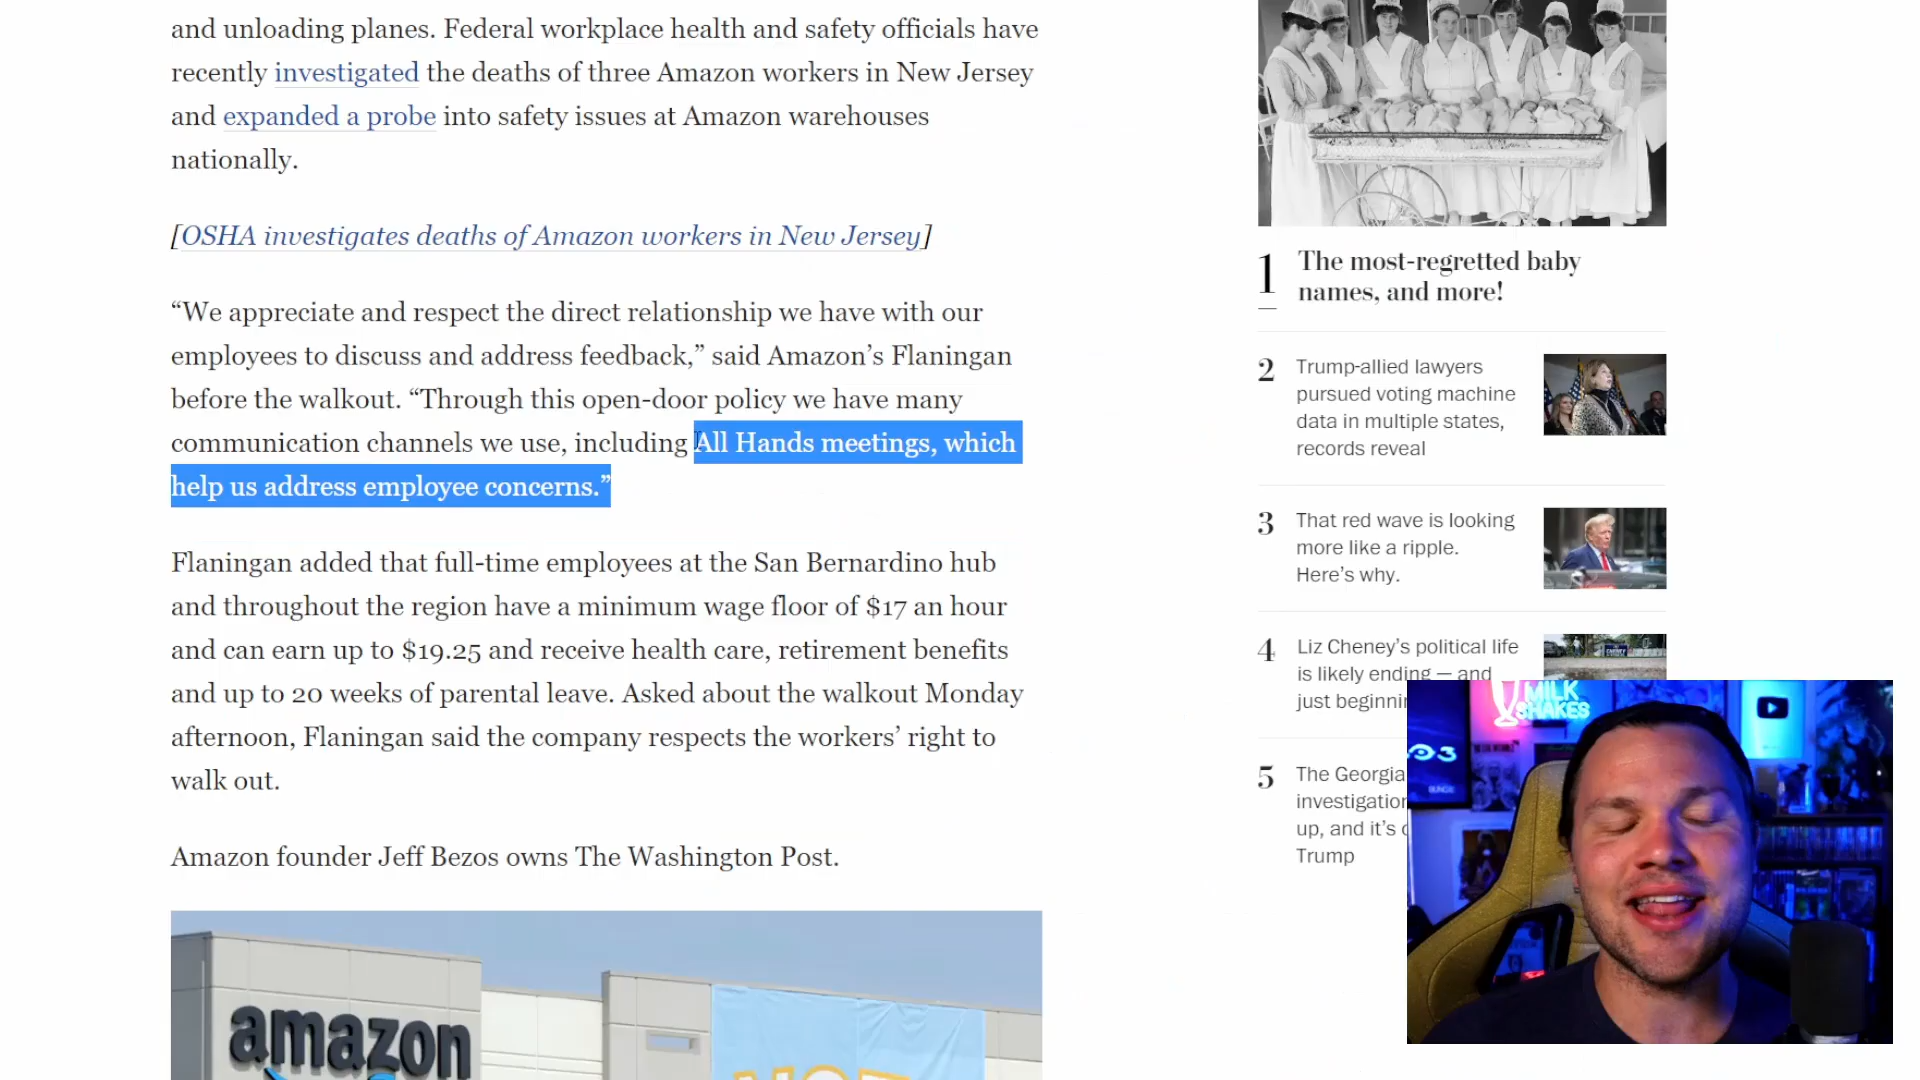 and unloading planes. Federal workplace health and safety officials have
recently investigated the deaths of three Amazon workers in New Jersey
and expanded a probe into safety issues at Amazon warehouses
nationally.
[OSHA investigates deaths of Amazon workers in New Jersey]
“We appreciate and respect the direct relationship we have with our
employees to discuss and address feedback,” said Amazon’s Flaningan
before the walkout. “Through this open-door policy we have many
communication channels we use, including All Hands meetings, which
help us address employee concerns.”
Flaningan added that full-time employees at the San Bernardino hub
and throughout the region have a minimum wage floor of $17 an hour
and can earn up to $19.25 and receive health care, retirement benefits
and up to 20 weeks of parental leave. Asked about the walkout Monday
afternoon, Flaningan said the company respects the workers’ right to
walk out.
Amazon founder Jeff Bezos owns The Washington Post.
amazon
1 The most-regretted baby
names, and more!
2 Trump-allied lawyers
pursued voting machine
data in multiple states,
records reveal
3 That red wave is looking
more like a ripple.
Here’s why.
4 Liz Cheney’s political life
is likely ending — and
just
5 The Georgia
up, and it’s
Trump
MILK
SHAKES